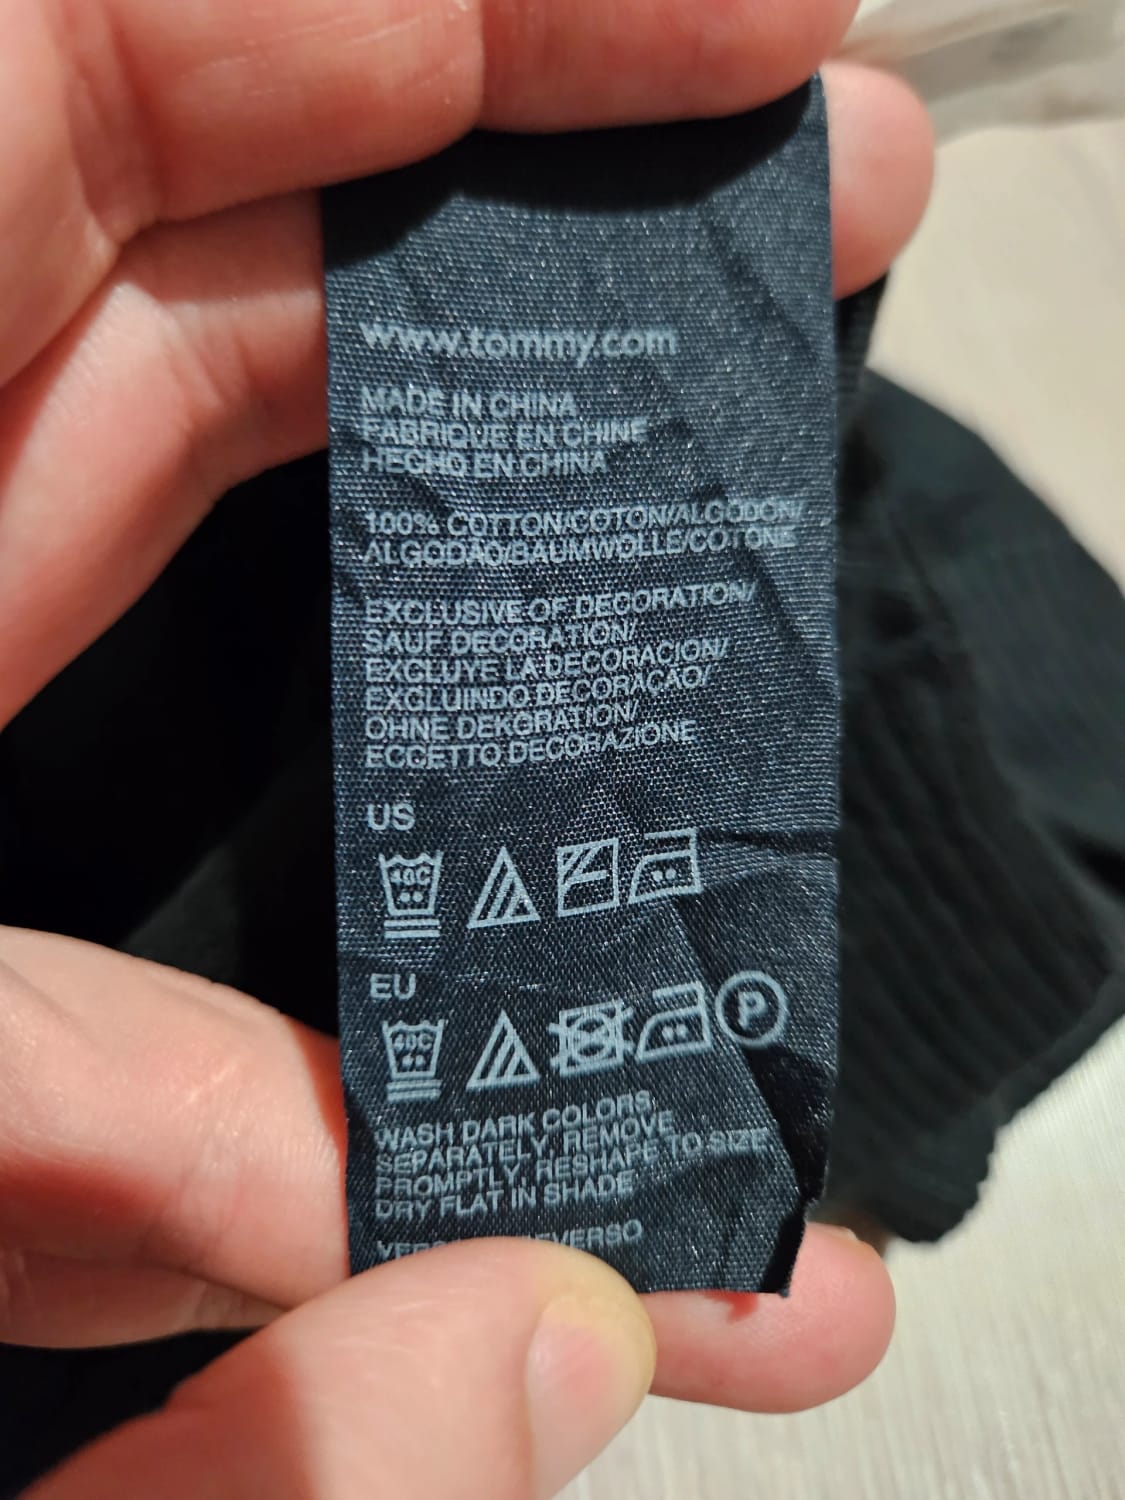 www.tommy.com
MADE IN CHINA
FABRIQUE EN CHINE
HECHO EN CHINA
100% COTTON/COTON/ALGODON/
ALGODAO/BAUMWOLLE/COTONE
EXCLUSIVE OF DECORATION/
SAUF DECORATION/
EXCLUYE LA DECORACION/
EXCLUINDO DECORAÇAO/
OHNE DEKORATION/
ECCETTO DECORAZIONE
US
40C
EU
40C
P
WASH DARK COLORS
SEPARATELY, REMOVE
PROMPTLY, RESHAPE TO SIZE
DRY FLAT IN SHADE